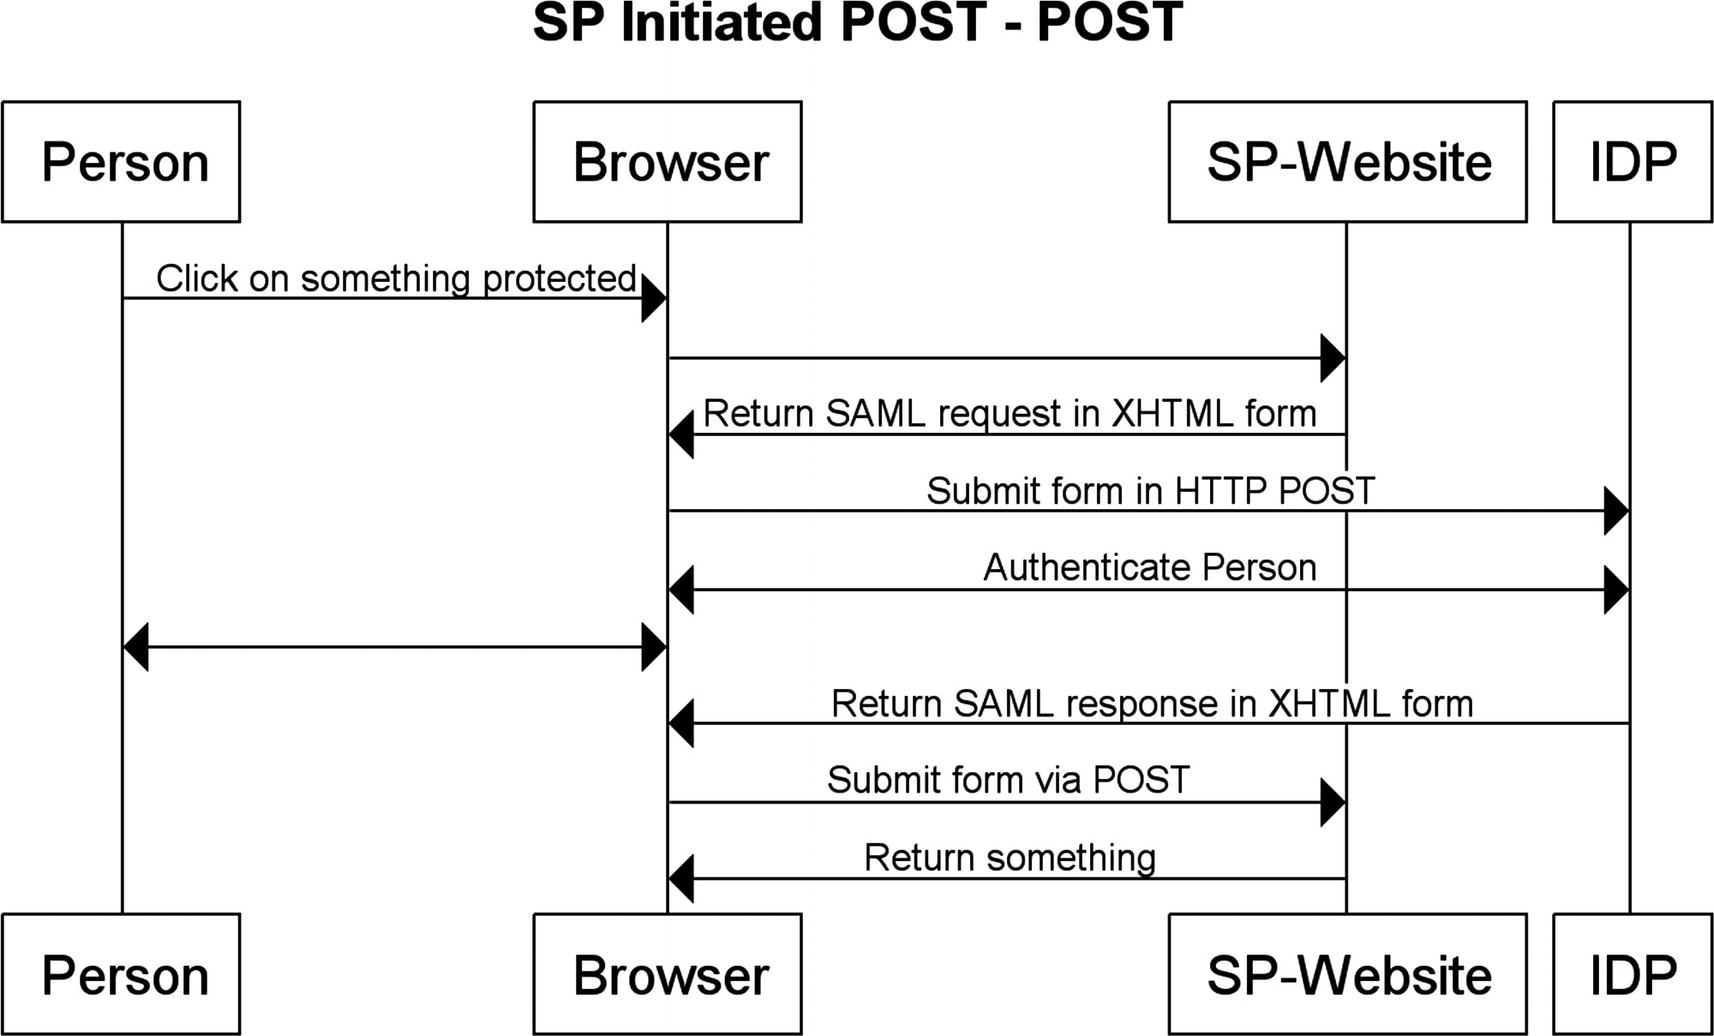 SP Initiated POST - POST
Person
Browser
SP-Website
IDP
Click on something protected
Return SAML request in XHTML form
Submit form in HTTP POST
Authenticate Person
Return SAML response in XHTML form
Submit form via POST
Return something
Person
Browser
SP-Website
IDP